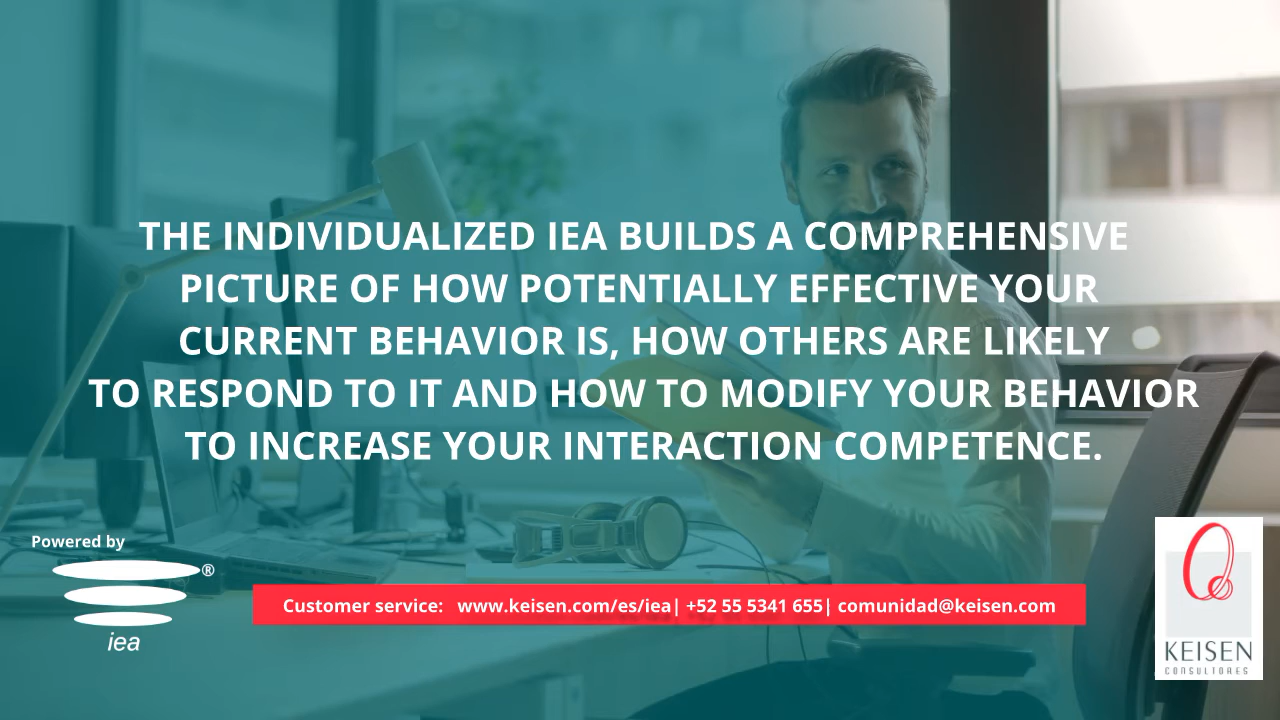 THE INDIVIDUALIZED IEA BUILDS A COMPREHENSIVE
PICTURE OF HOW POTENTIALLY EFFECTIVE YOUR
CURRENT BEHAVIOR IS, HOW OTHERS ARE LIKELY
TO RESPOND TO IT AND HOW TO MODIFY YOUR BEHAVIOR
TO INCREASE YOUR INTERACTION COMPETENCE.
Powered by
®
iea
Customer service: www.keisen.com/es/iea| +52 55 5341 655| comunidad@keisen.com
KEISEN
CONSULTORES